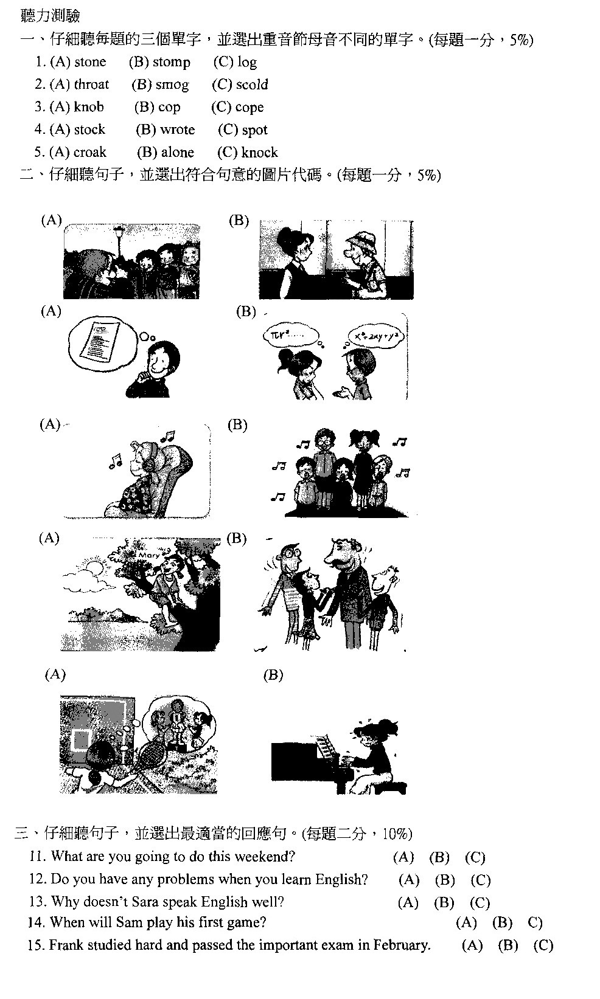 聽力測驗
一、仔細聽每題的三個單字，並選出重音節母音不同的單字。(每題一分，5%)
1. (A) stone (B) stomp (C) log
2. (A) throat (B) smog (C) scold
3. (A) knob (B) cop (C) cope
4. (A) stock (B) wrote (C) spot
5. (A) croak (B) alone (C) knock
二、仔細聽句子，並選出符合句意的圖片代碼。(每題一分，5%)
(A) (B)
(A) (B)
πr²..... x²+2xy+y²
(A) (B)
(A) (B)
Mary
(A) (B)
三、仔細聽句子，並選出最適當的回應句。(每題二分，10%)
11. What are you going to do this weekend? (A) (B) (C)
12. Do you have any problems when you learn English? (A) (B) (C)
13. Why doesn't Sara speak English well? (A) (B) (C)
14. When will Sam play his first game? (A) (B) C)
15. Frank studied hard and passed the important exam in February. (A) (B) (C)